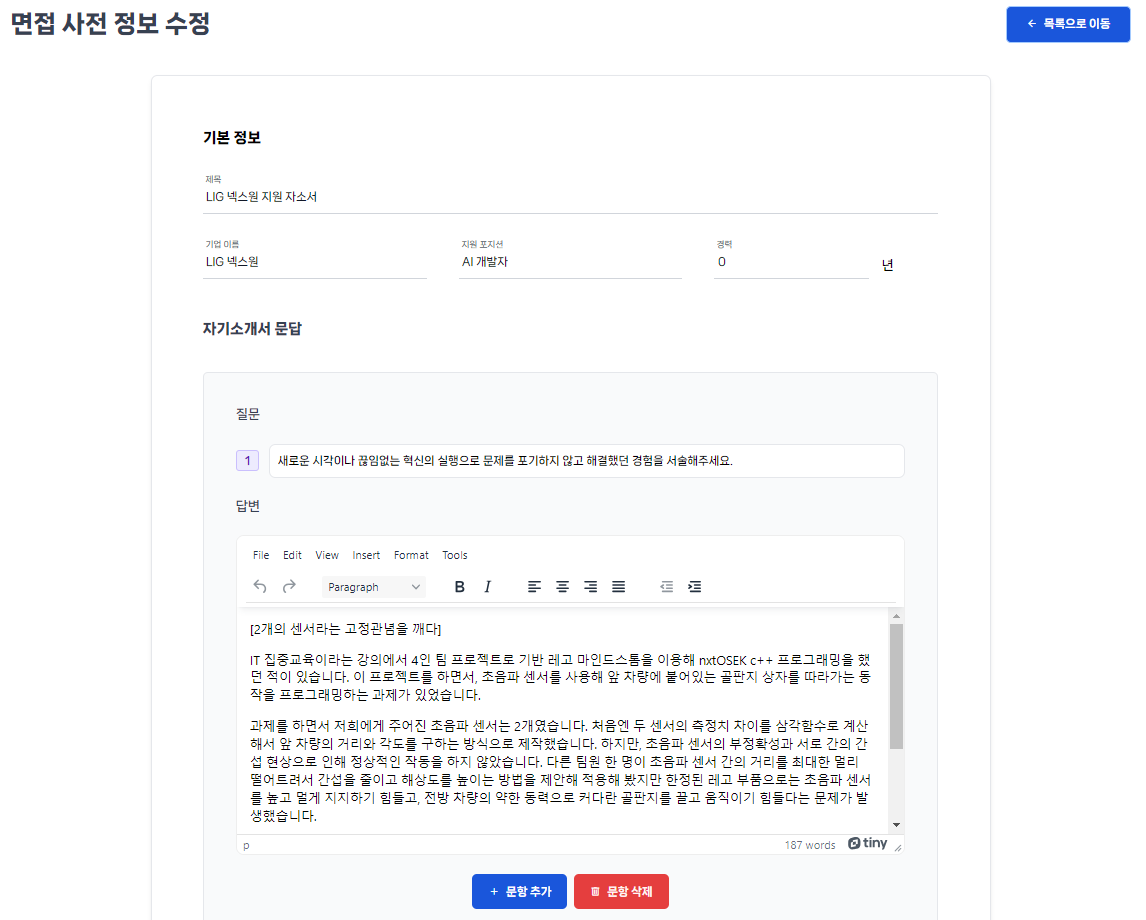 면접 사전 정보 수정
← 목록으로 이동
기본 정보
제목
LIG 넥스원 지원 자소서
기업 이름
LIG 넥스원
지원 포지션
AI 개발자
경력
0
년
자기소개서 문답
질문
1
새로운 시각이나 끊임없는 혁신의 실행으로 문제를 포기하지 않고 해결했던 경험을 서술해주세요.
답변
File Edit View Insert Format Tools
Paragraph B I
[2개의 센서라는 고정관념을 깨다]
IT 집중교육이라는 강의에서 4인 팀 프로젝트로 기반 레고 마인드스톰을 이용해 nxtOSEK c++ 프로그래밍을 했
던 적이 있습니다. 이 프로젝트를 하면서, 초음파 센서를 사용해 앞 차량에 붙어있는 골판지 상자를 따라가는 동
작을 프로그래밍하는 과제가 있었습니다.
과제를 하면서 저희에게 주어진 초음파 센서는 2개였습니다. 처음엔 두 센서의 측정치 차이를 삼각함수로 계산
해서 앞 차량의 거리와 각도를 구하는 방식으로 제작했습니다. 하지만, 초음파 센서의 부정확성과 서로 간의 간
섭 현상으로 인해 정상적인 작동을 하지 않았습니다. 다른 팀원 한 명이 초음파 센서 간의 거리를 최대한 멀리
떨어트려서 간섭을 줄이고 해상도를 높이는 방법을 제안해 적용해 봤지만 한정된 레고 부품으로는 초음파 센서
를 높고 멀게 지지하기 힘들고, 전방 차량의 약한 동력으로 커다란 골판지를 끌고 움직이기 힘들다는 문제가 발
생했습니다.
p
187 words
tiny
+ 문항 추가
문항 삭제